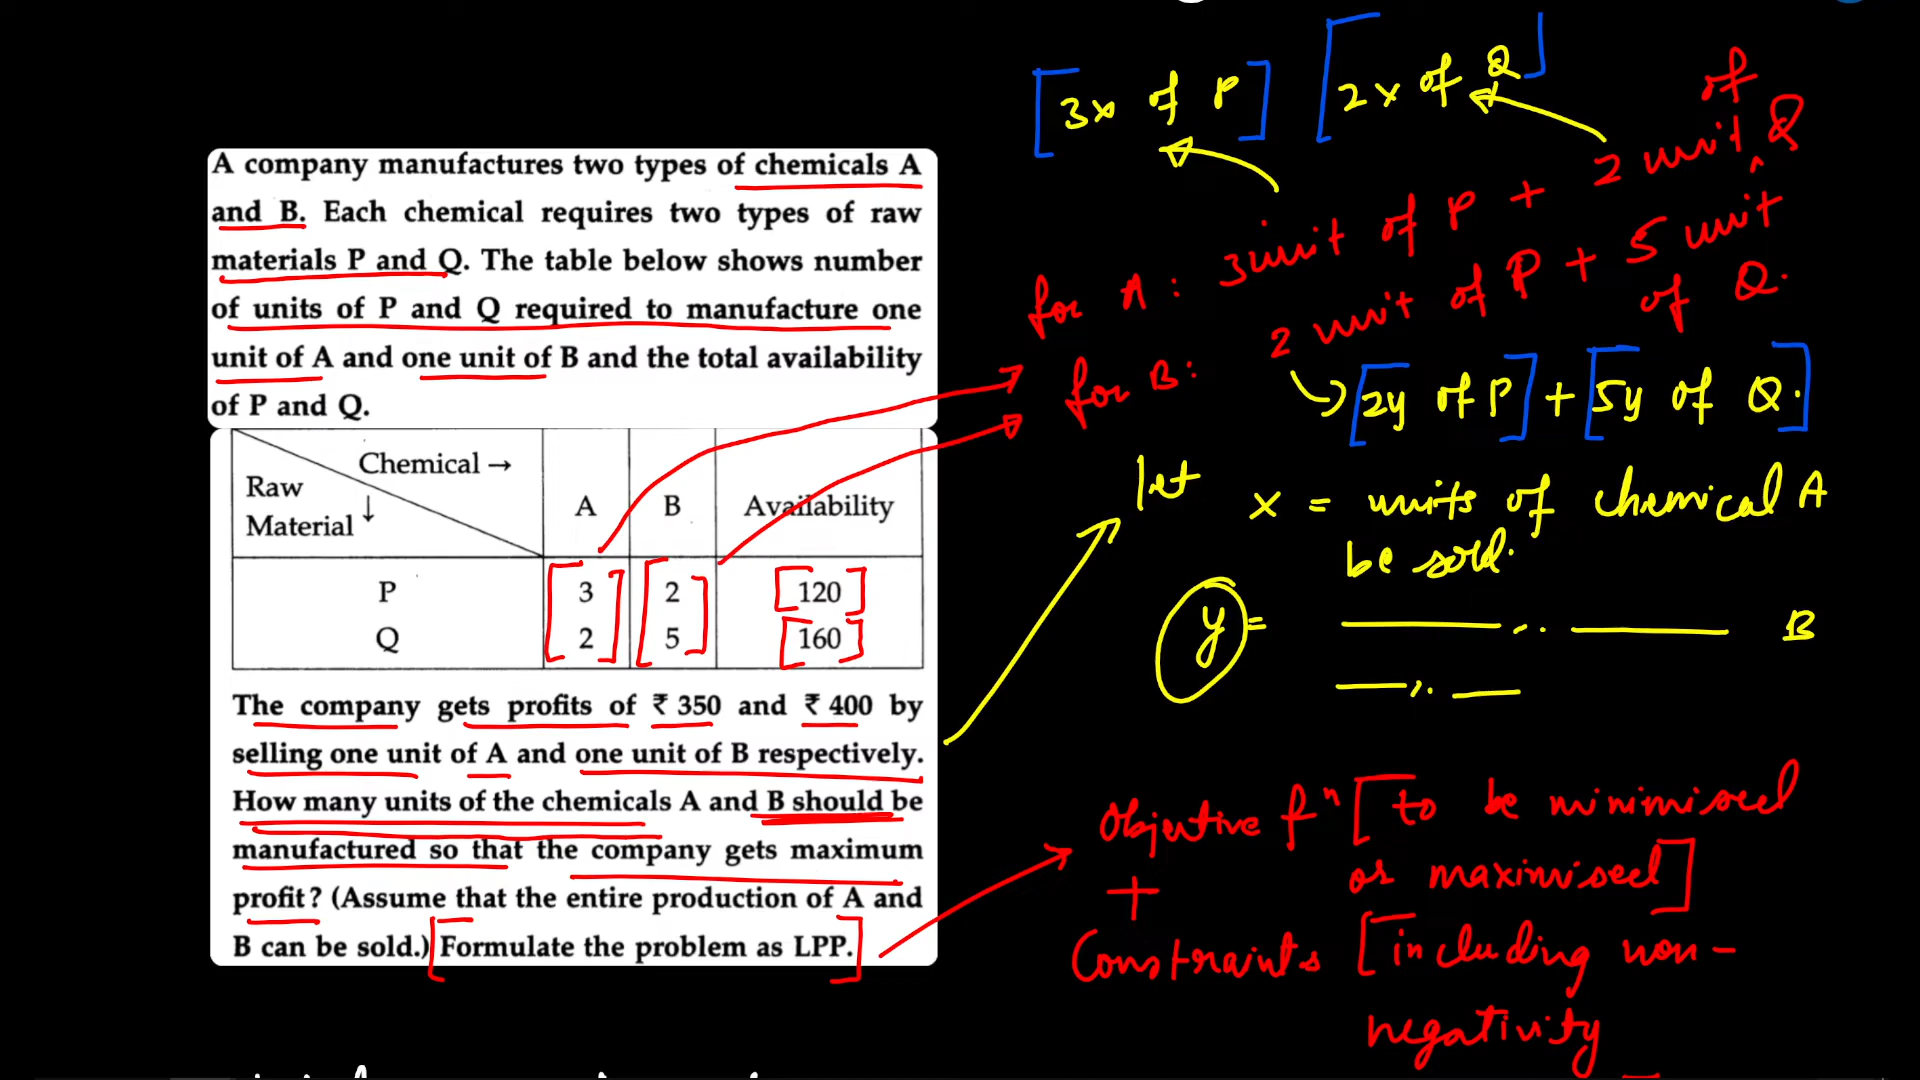 A company manufactures two types of chemicals A
and B. Each chemical requires two types of raw
materials P and Q. The table below shows number
of units of P and Q required to manufacture one
unit of A and one unit of B and the total availability
of P and Q.
Chemical →
Raw
Material ↓
A B Availability
P 3 2 120
Q 2 5 160
The company gets profits of ₹ 350 and ₹ 400 by
selling one unit of A and one unit of B respectively.
How many units of the chemicals A and B should be
manufactured so that the company gets maximum
profit? (Assume that the entire production of A and
B can be sold.) Formulate the problem as LPP.
[3x of P] [2x of Q]
for A : 3 unit of P + 2 unit of Q
for B : 2 unit of P + 5 unit
of Q.
[2y of P] + [5y of Q.]
let x = units of chemical A
be sold.
y = B
Objective fn [to be minimised
or maximised]
+
Constraints [including non-
negativity